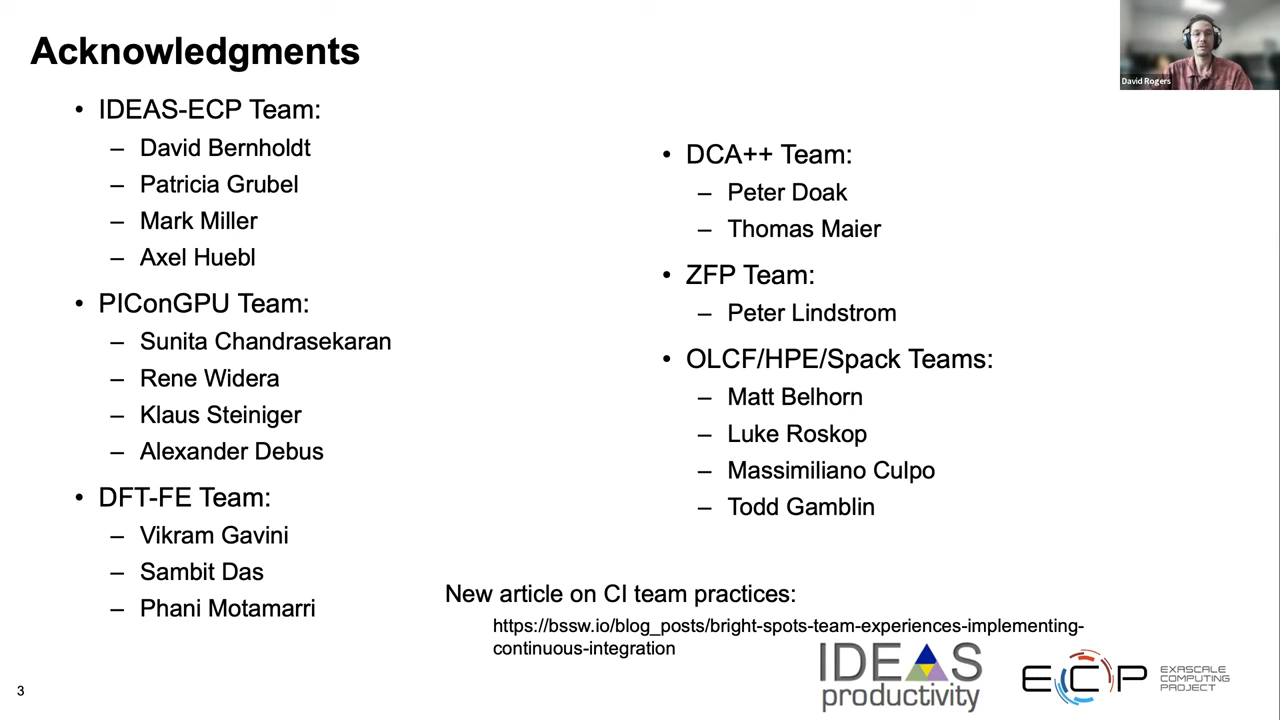 Acknowledgments
• IDEAS-ECP Team:
– David Bernholdt
– Patricia Grubel
– Mark Miller
– Axel Huebl
• PIConGPU Team:
– Sunita Chandrasekaran
– Rene Widera
– Klaus Steiniger
– Alexander Debus
• DFT-FE Team:
– Vikram Gavini
– Sambit Das
– Phani Motamarri
• DCA++ Team:
– Peter Doak
– Thomas Maier
• ZFP Team:
– Peter Lindstrom
• OLCF/HPE/Spack Teams:
– Matt Belhorn
– Luke Roskop
– Massimiliano Culpo
– Todd Gamblin
New article on CI team practices:
https://bssw.io/blog_posts/bright-spots-team-experiences-implementing-
continuous-integration
IDEAS
productivity
ECP
EXASCALE
COMPUTING
PROJECT
3
David Rogers